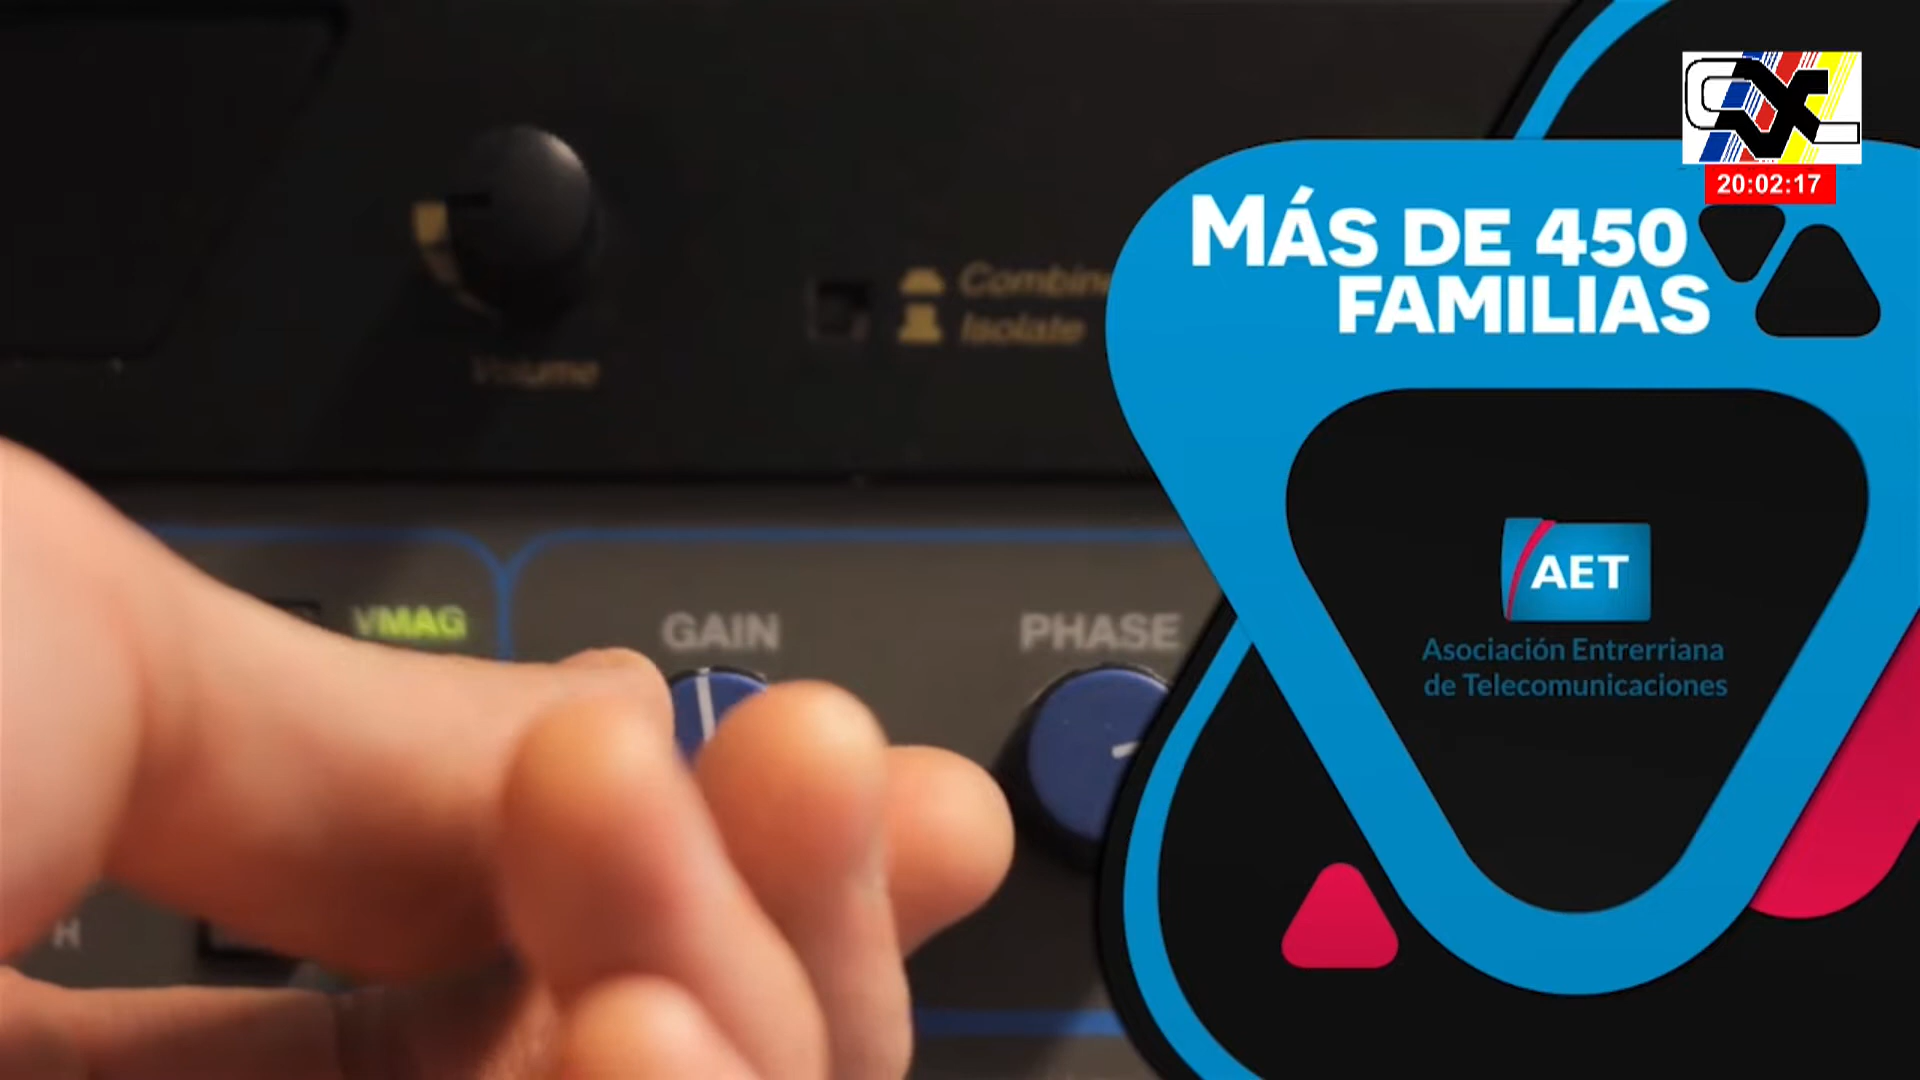 20:02:17
MÁS DE 450
FAMILIAS
Combine
Isolate
Volume
AET
VMAG
GAIN
PHASE
Asociación Entrerriana
de Telecomunicaciones
H